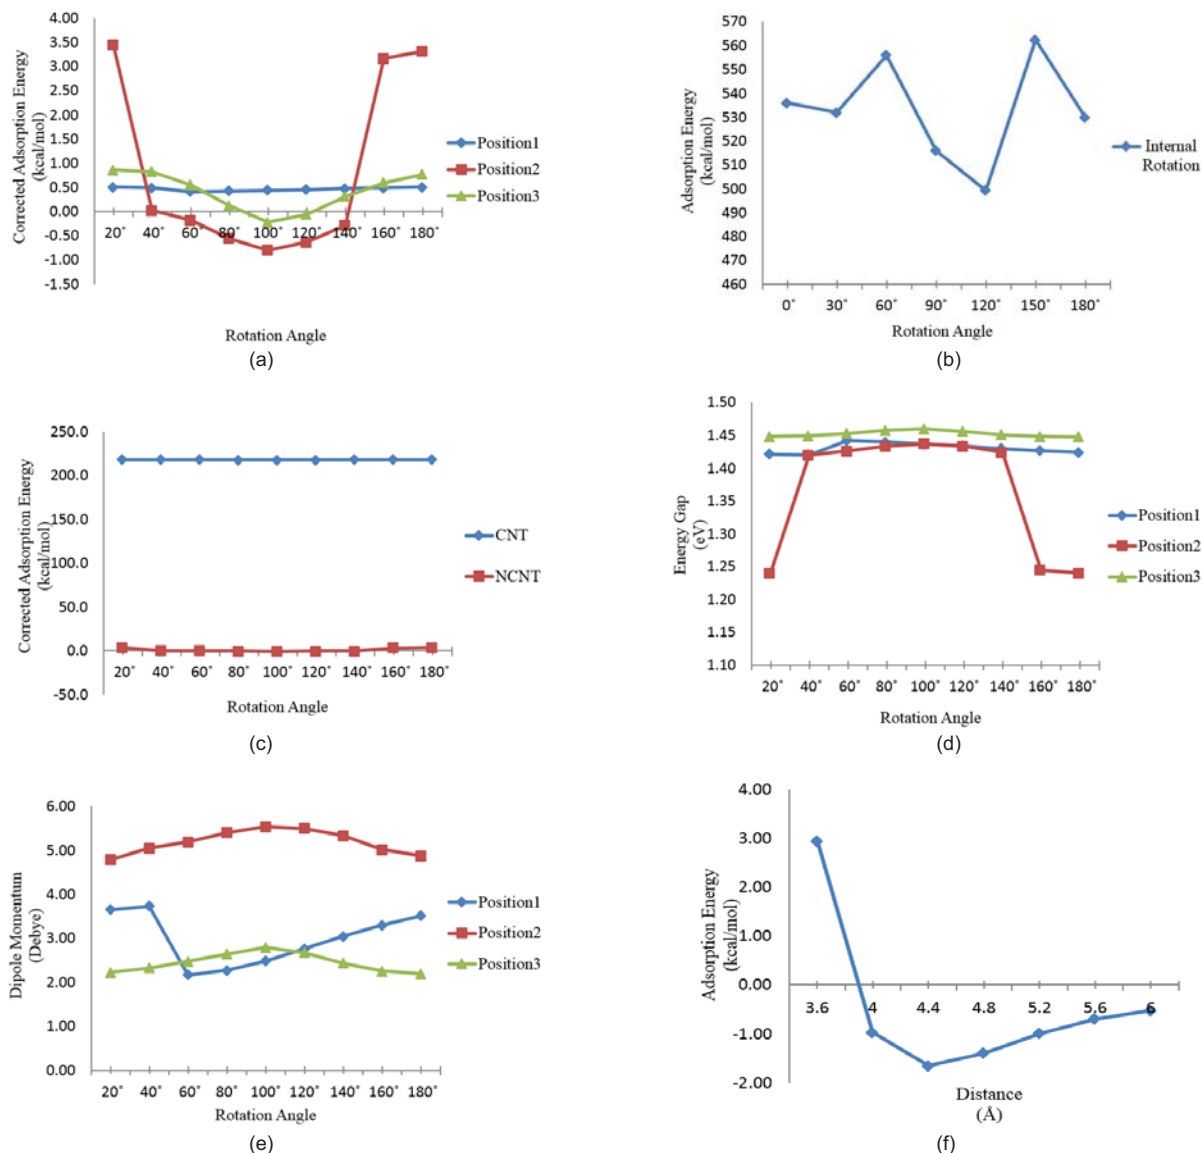 4.00
3.50
3.00
2.50
2.00
1.50
1.00
0.50
0.00
-0.50
-1.00
-1.50
Corrected Adsorption Energy
(kcal/mol)
20˚ 40˚ 60˚ 80˚ 100˚ 120˚ 140˚ 160˚ 180˚
Rotation Angle
Position1
Position2
Position3
(a)
570
560
550
540
530
520
510
500
490
480
470
460
Adsorption Energy
(kcal/mol)
0˚ 30˚ 60˚ 90˚ 120˚ 150˚ 180˚
Rotation Angle
Internal
Rotation
(b)
250.0
200.0
150.0
100.0
50.0
0.0
-50.0
Corrected Adsorption Energy
(kcal/mol)
20˚ 40˚ 60˚ 80˚ 100˚ 120˚ 140˚ 160˚ 180˚
Rotation Angle
CNT
NCNT
(c)
1.50
1.45
1.40
1.35
1.30
1.25
1.20
1.15
1.10
Energy Gap
(eV)
20˚ 40˚ 60˚ 80˚ 100˚ 120˚ 140˚ 160˚ 180˚
Rotation Angle
Position1
Position2
Position3
(d)
6.00
5.00
4.00
3.00
2.00
1.00
0.00
Dipole Momentum
(Debye)
20˚ 40˚ 60˚ 80˚ 100˚ 120˚ 140˚ 160˚ 180˚
Rotation Angle
Position1
Position2
Position3
(e)
4.00
3.00
2.00
1.00
0.00
-1.00
-2.00
Adsorption Energy
(kcal/mol)
3.6 4 4.4 4.8 5.2 5.6 6
Distance
(Å)
(f)